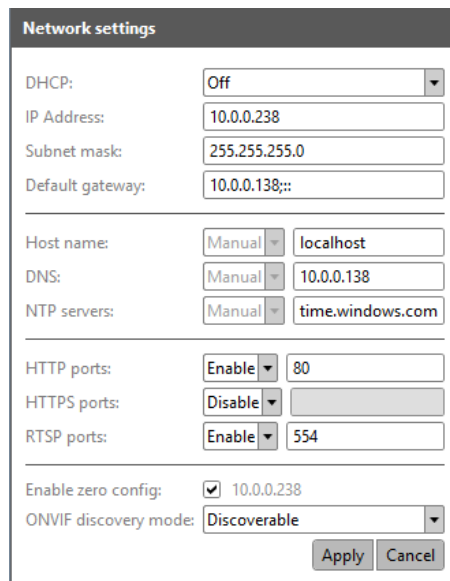 Network settings
DHCP: Off
IP Address: 10.0.0.238
Subnet mask: 255.255.255.0
Default gateway: 10.0.0.138;::
Host name: Manual localhost
DNS: Manual 10.0.0.138
NTP servers: Manual time.windows.com
HTTP ports: Enable 80
HTTPS ports: Disable
RTSP ports: Enable 554
Enable zero config: 10.0.0.238
ONVIF discovery mode: Discoverable
Apply Cancel